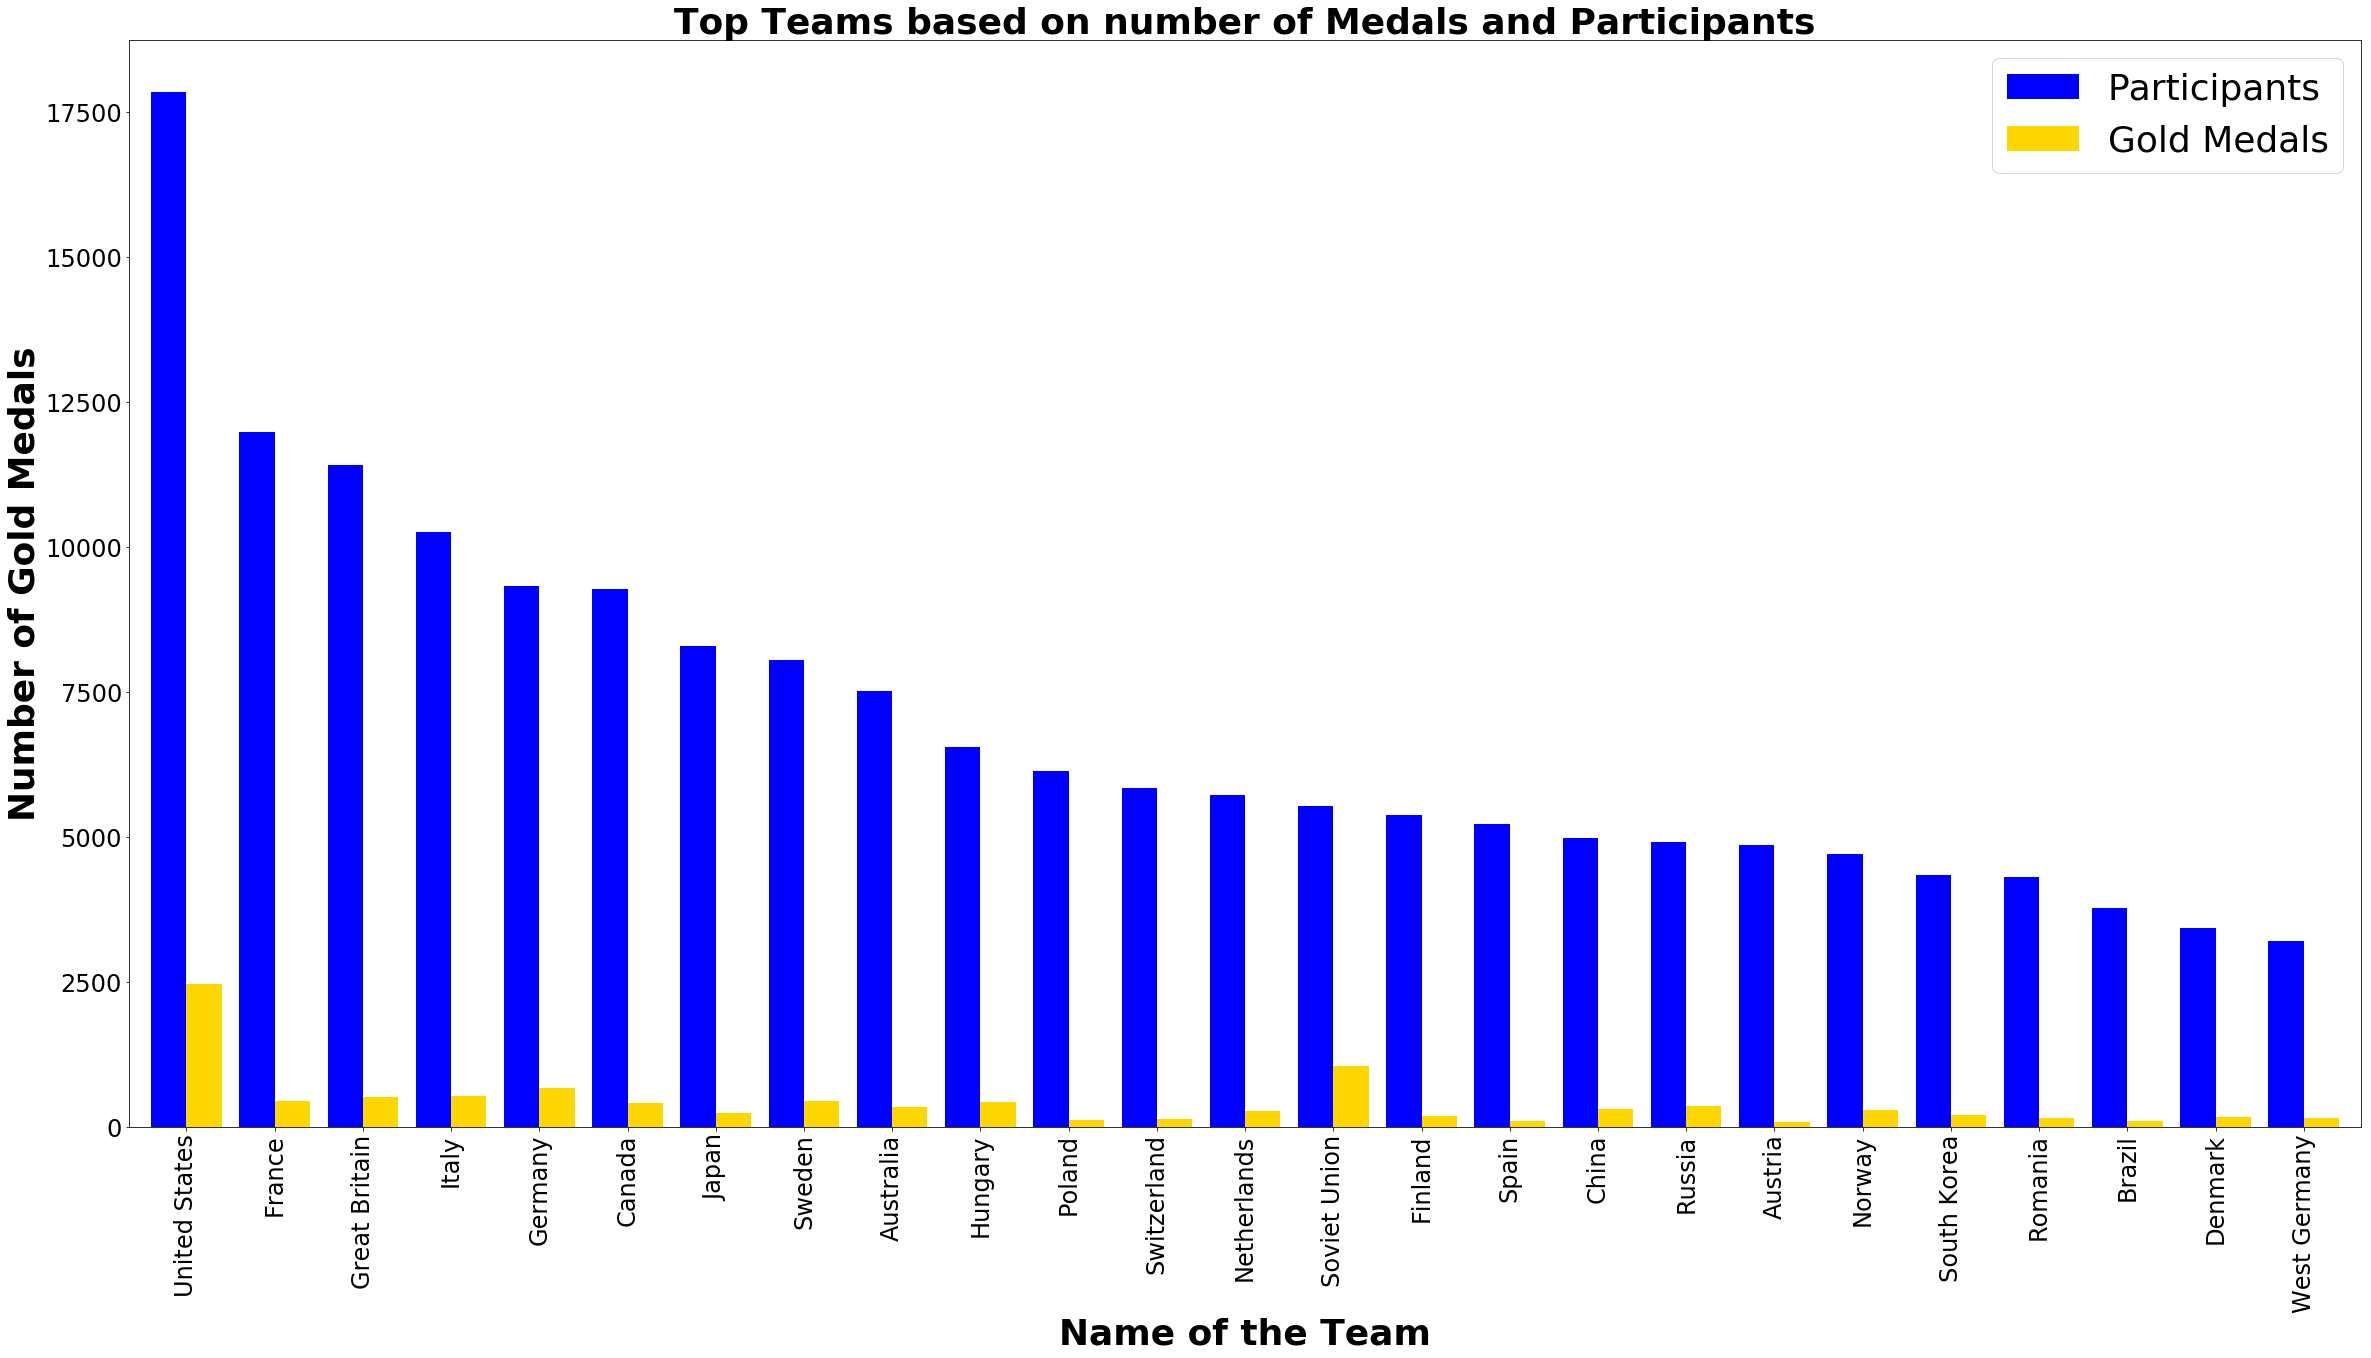 Top Teams based on number of Medals and Participants
Participants
Gold Medals
Number of Gold Medals
17500
15000
12500
10000
7500
5000
2500
0
United States
France
Great Britain
Italy
Germany
Canada
Japan
Sweden
Australia
Hungary
Poland
Switzerland
Netherlands
Soviet Union
Finland
Spain
China
Russia
Austria
Norway
South Korea
Romania
Brazil
Denmark
West Germany
Name of the Team